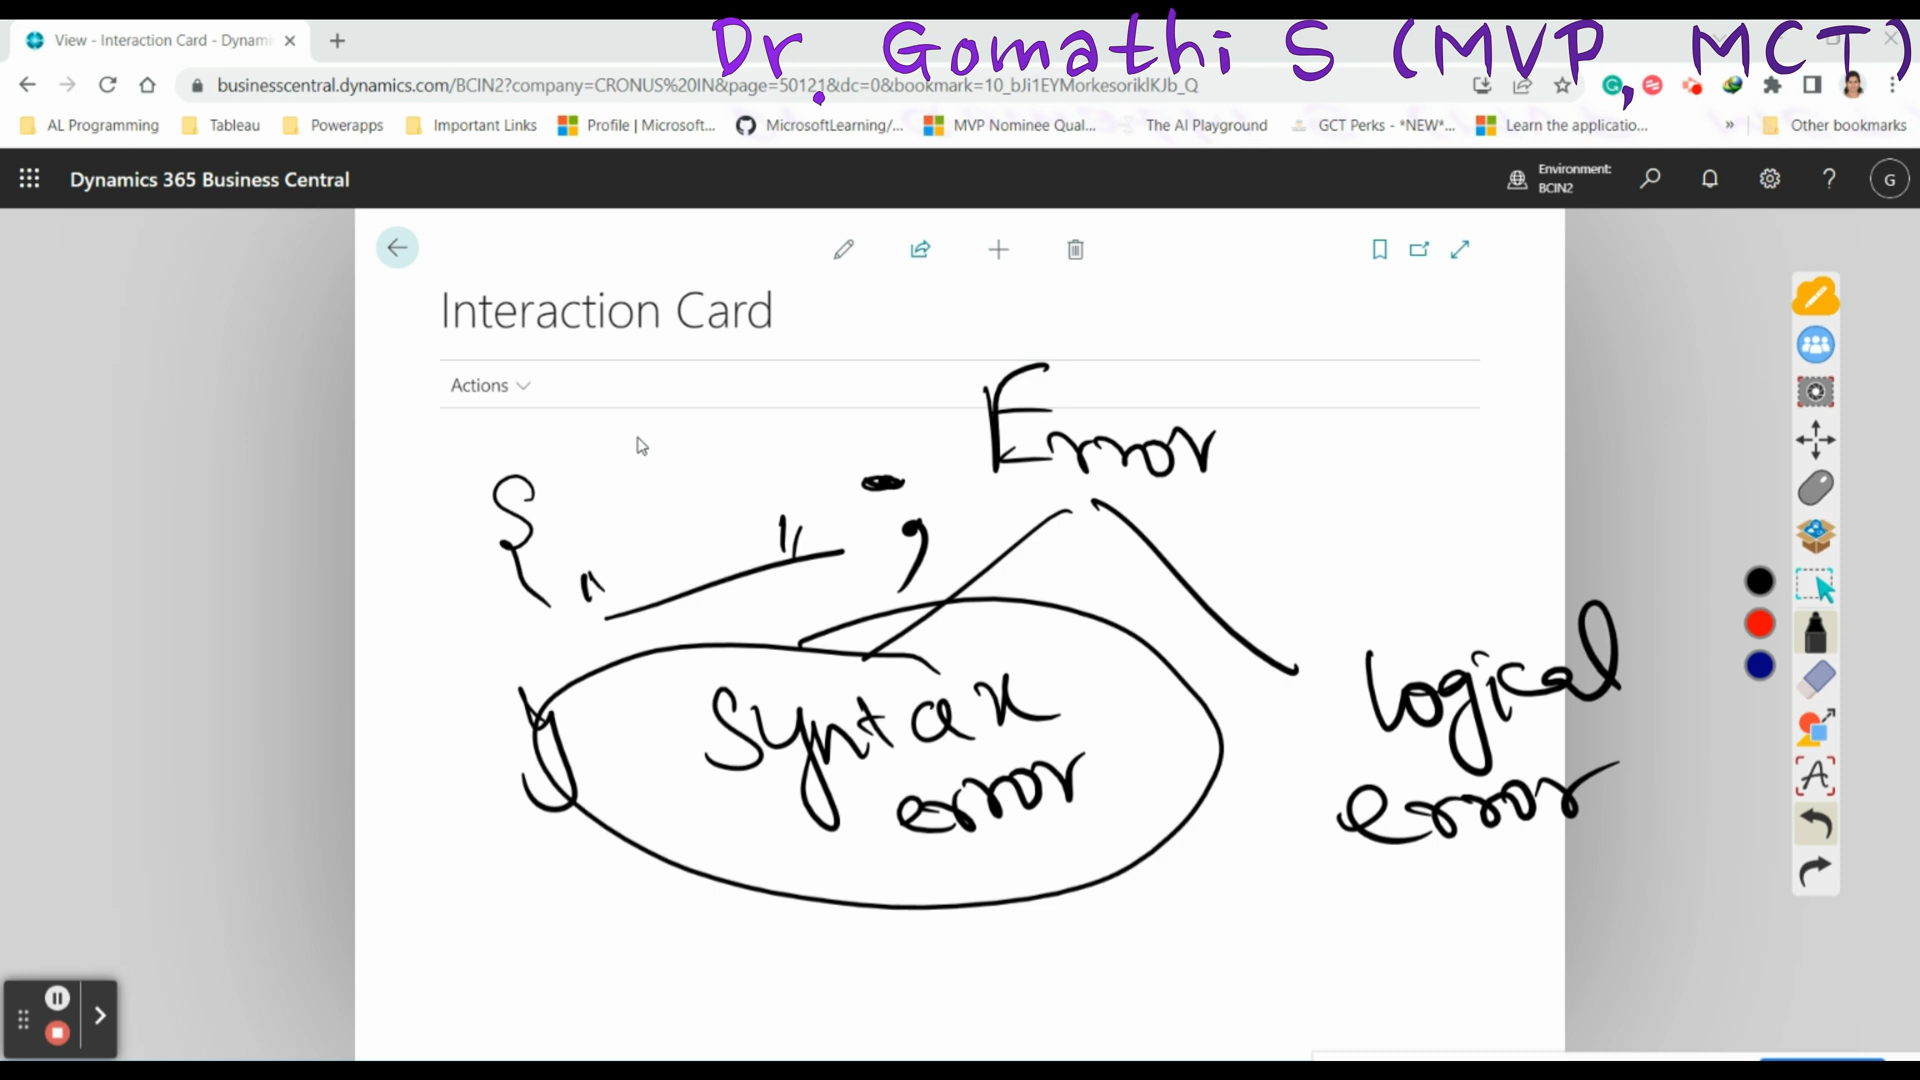 Dr. Gomathi S (MVP, MCT)
View - Interaction Card - Dynami
businesscentral.dynamics.com/BCIN2?company=CRONUS%20IN&page=50121&dc=0&bookmark=10_bJi1EYMorkesoriklKJb_Q
AL Programming Tableau Powerapps Important Links Profile | Microsoft... MicrosoftLearning/... MVP Nominee Qual... The AI Playground GCT Perks - *NEW*... Learn the applicatio... » Other bookmarks
Dynamics 365 Business Central
Environment:
BCIN2
G
Interaction Card
Actions
Error
{ " " ;
Syntax
error
}
logical
error